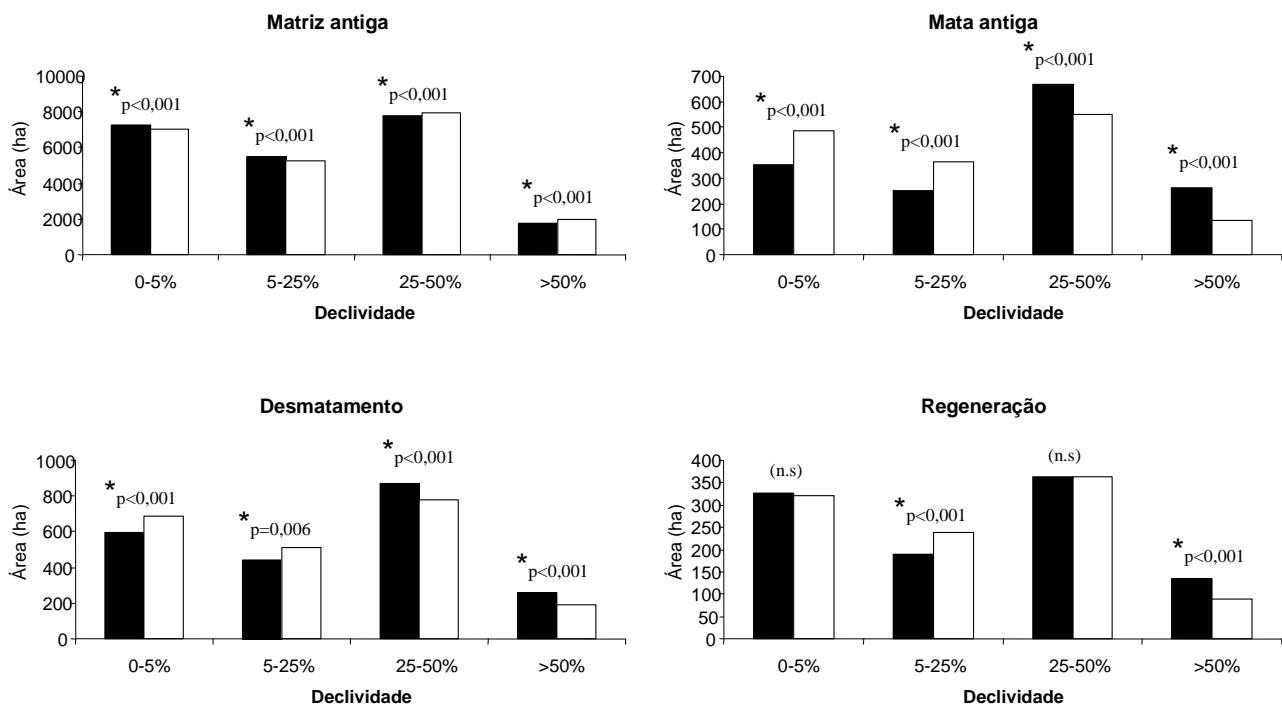 Matriz antiga
Área (ha)
10000
8000
6000
4000
2000
0
* p<0,001
* p<0,001
* p<0,001
* p<0,001
0-5% 5-25% 25-50% >50%
Declividade
Mata antiga
Área (ha)
700
600
500
400
300
200
100
0
* p<0,001
* p<0,001
* p<0,001
* p<0,001
0-5% 5-25% 25-50% >50%
Declividade
Desmatamento
Área (ha)
1000
800
600
400
200
0
* p<0,001
* p=0,006
* p<0,001
* p<0,001
0-5% 5-25% 25-50% >50%
Declividade
Regeneração
Área (ha)
400
350
300
250
200
150
100
50
0
(n.s)
* p<0,001
(n.s)
* p<0,001
0-5% 5-25% 25-50% >50%
Declividade